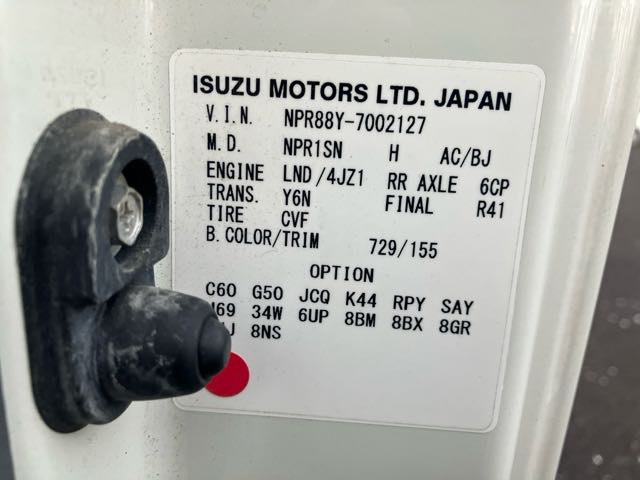 ISUZU MOTORS LTD. JAPAN
V.I.N. NPR88Y-7002127
M.D. NPR1SN H AC/BJ
ENGINE LND/4JZ1 RR AXLE 6CP
TRANS. Y6N FINAL R41
TIRE CVF
B.COLOR/TRIM 729/155
OPTION
C60 G50 JCQ K44 RPY SAY
34W 6UP 8BM 8BX 8GR
8NS